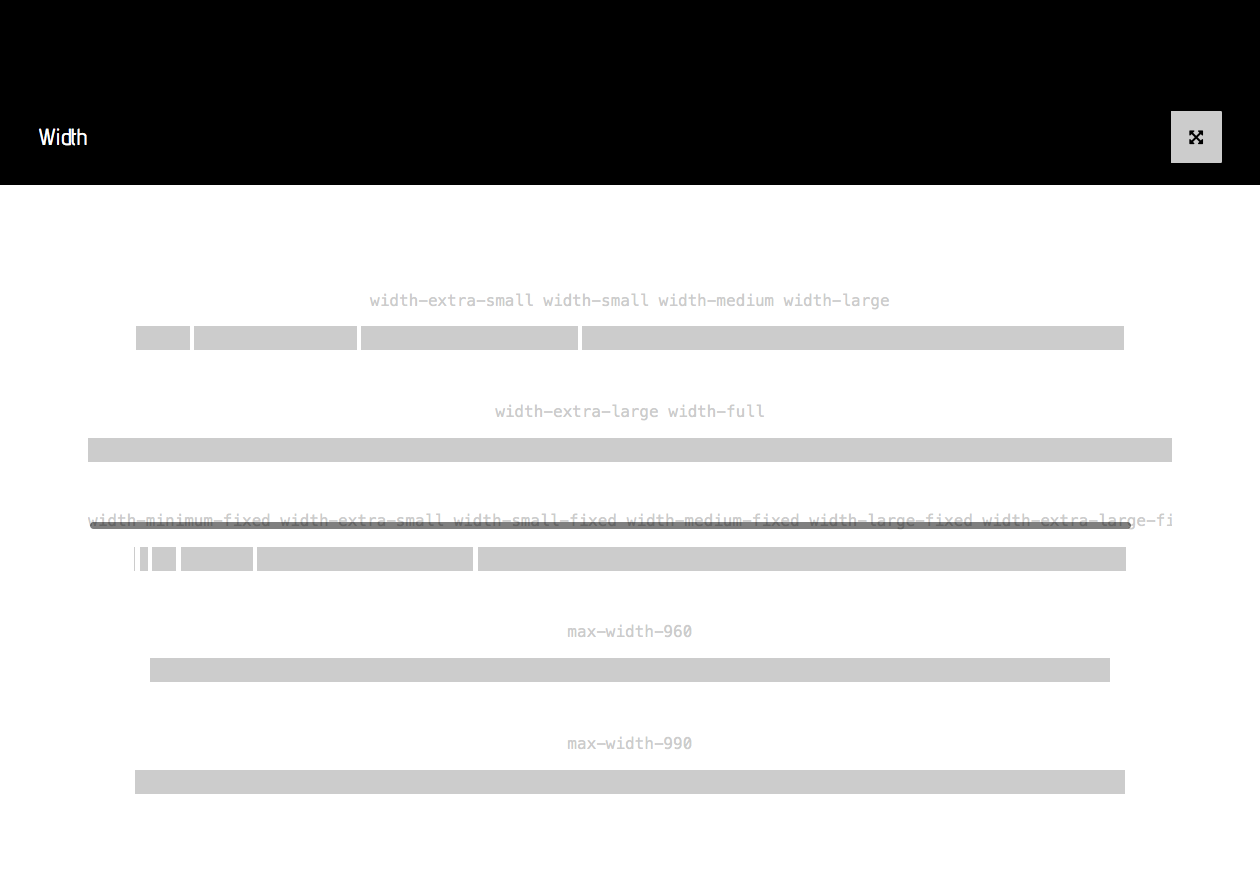 Width
width-extra-small width-small width-medium width-large
width-extra-large width-full
width-minimum-fixed width-extra-small width-small-fixed width-medium-fixed width-large-fixed width-extra-large-fi
max-width-960
max-width-990